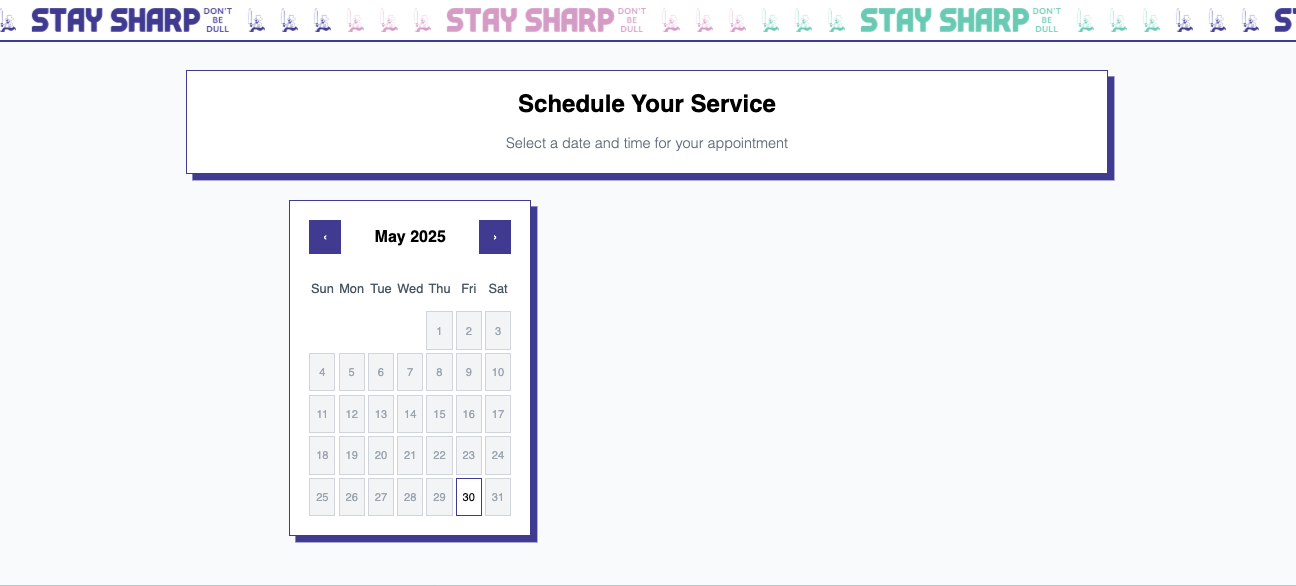 STAY SHARP DON'T BE DULL STAY SHARP DON'T BE DULL STAY SHARP DON'T BE DULL
Schedule Your Service
Select a date and time for your appointment
‹ May 2025 ›
Sun Mon Tue Wed Thu Fri Sat
1 2 3
4 5 6 7 8 9 10
11 12 13 14 15 16 17
18 19 20 21 22 23 24
25 26 27 28 29 30 31